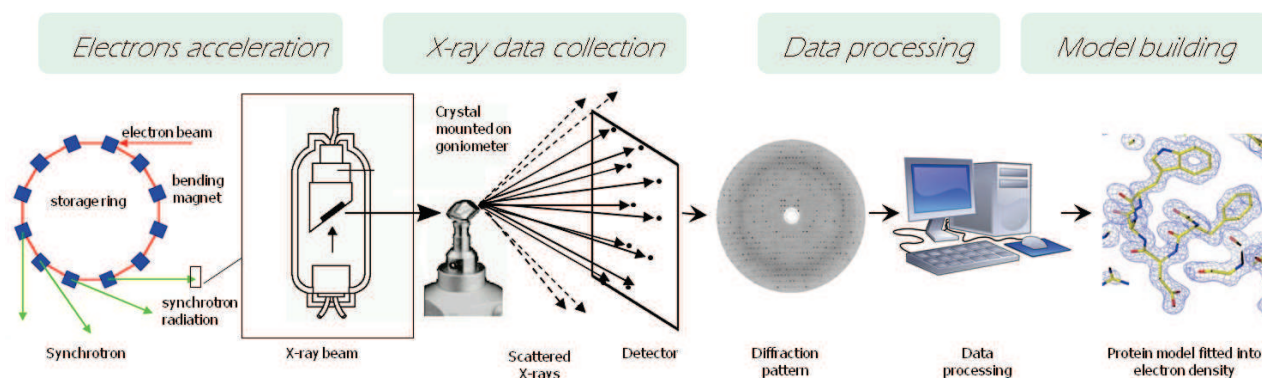 Electrons acceleration
X-ray data collection
Data processing
Model building
electron beam
bending
magnet
storage ring
synchrotron
radiation
Synchrotron
X-ray beam
Crystal
mounted on
goniometer
Scattered
X-rays
Detector
Diffraction
pattern
Data
processing
Protein model fitted into
electron density